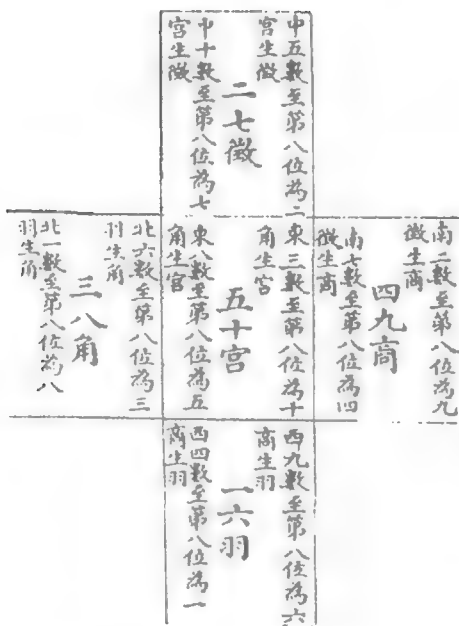 中五數至第八位為二
宮生徵
二七徵
中十數至第八位為七
宮生徵
南二數至第八位為九
徵生商
四九商
南七數至第八位為四
徵生商
東三數至第八位為十
角生宮
五十宮
東八數至第八位為五
角生宮
北六數至第八位為三
羽生角
三八角
北一數至第八位為八
羽生角
西九數至第八位為六
商生羽
一六羽
西四數至第八位為一
商生羽